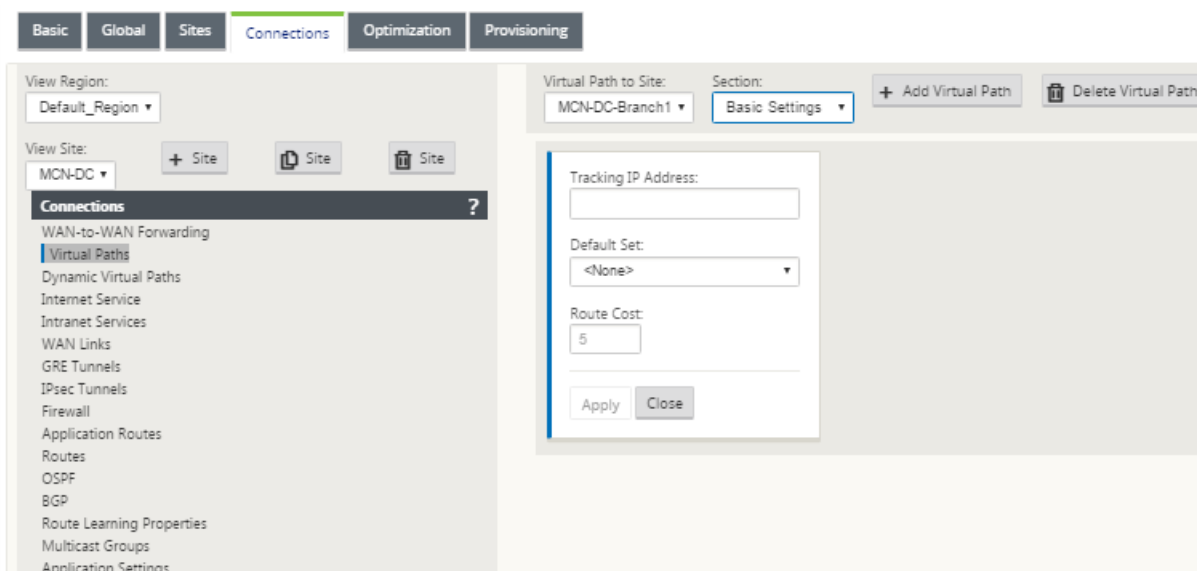 Basic Global Sites Connections Optimization Provisioning
View Region:
Default_Region
View Site:
MCN-DC + Site Site Site
Connections ?
WAN-to-WAN Forwarding
Virtual Paths
Dynamic Virtual Paths
Internet Service
Intranet Services
WAN Links
GRE Tunnels
IPsec Tunnels
Firewall
Application Routes
Routes
OSPF
BGP
Route Learning Properties
Multicast Groups
Application Settings
Virtual Path to Site: Section:
MCN-DC-Branch1 Basic Settings + Add Virtual Path Delete Virtual Path
Tracking IP Address:
Default Set:
<None>
Route Cost:
5
Apply Close